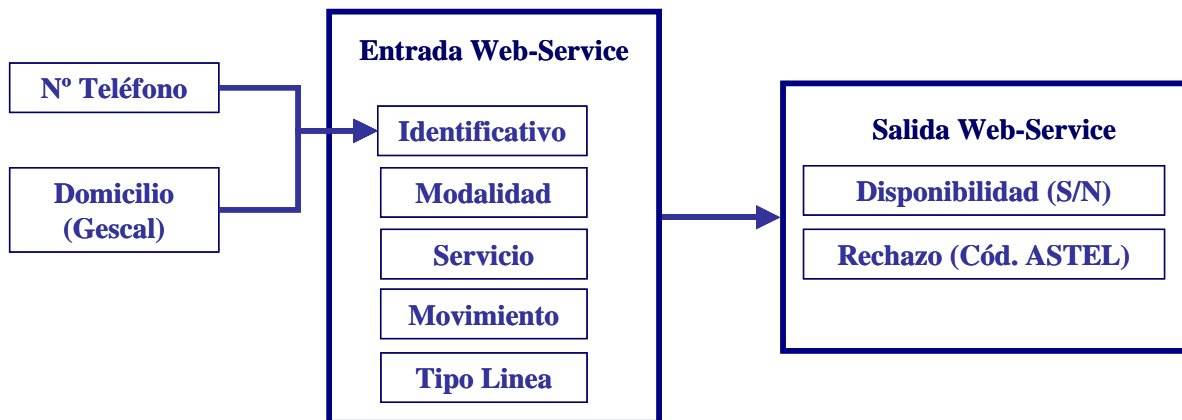 Nº Teléfono
Domicilio
(Gescal)
Entrada Web-Service
Identificativo
Modalidad
Servicio
Movimiento
Tipo Linea
Salida Web-Service
Disponibilidad (S/N)
Rechazo (Cód. ASTEL)